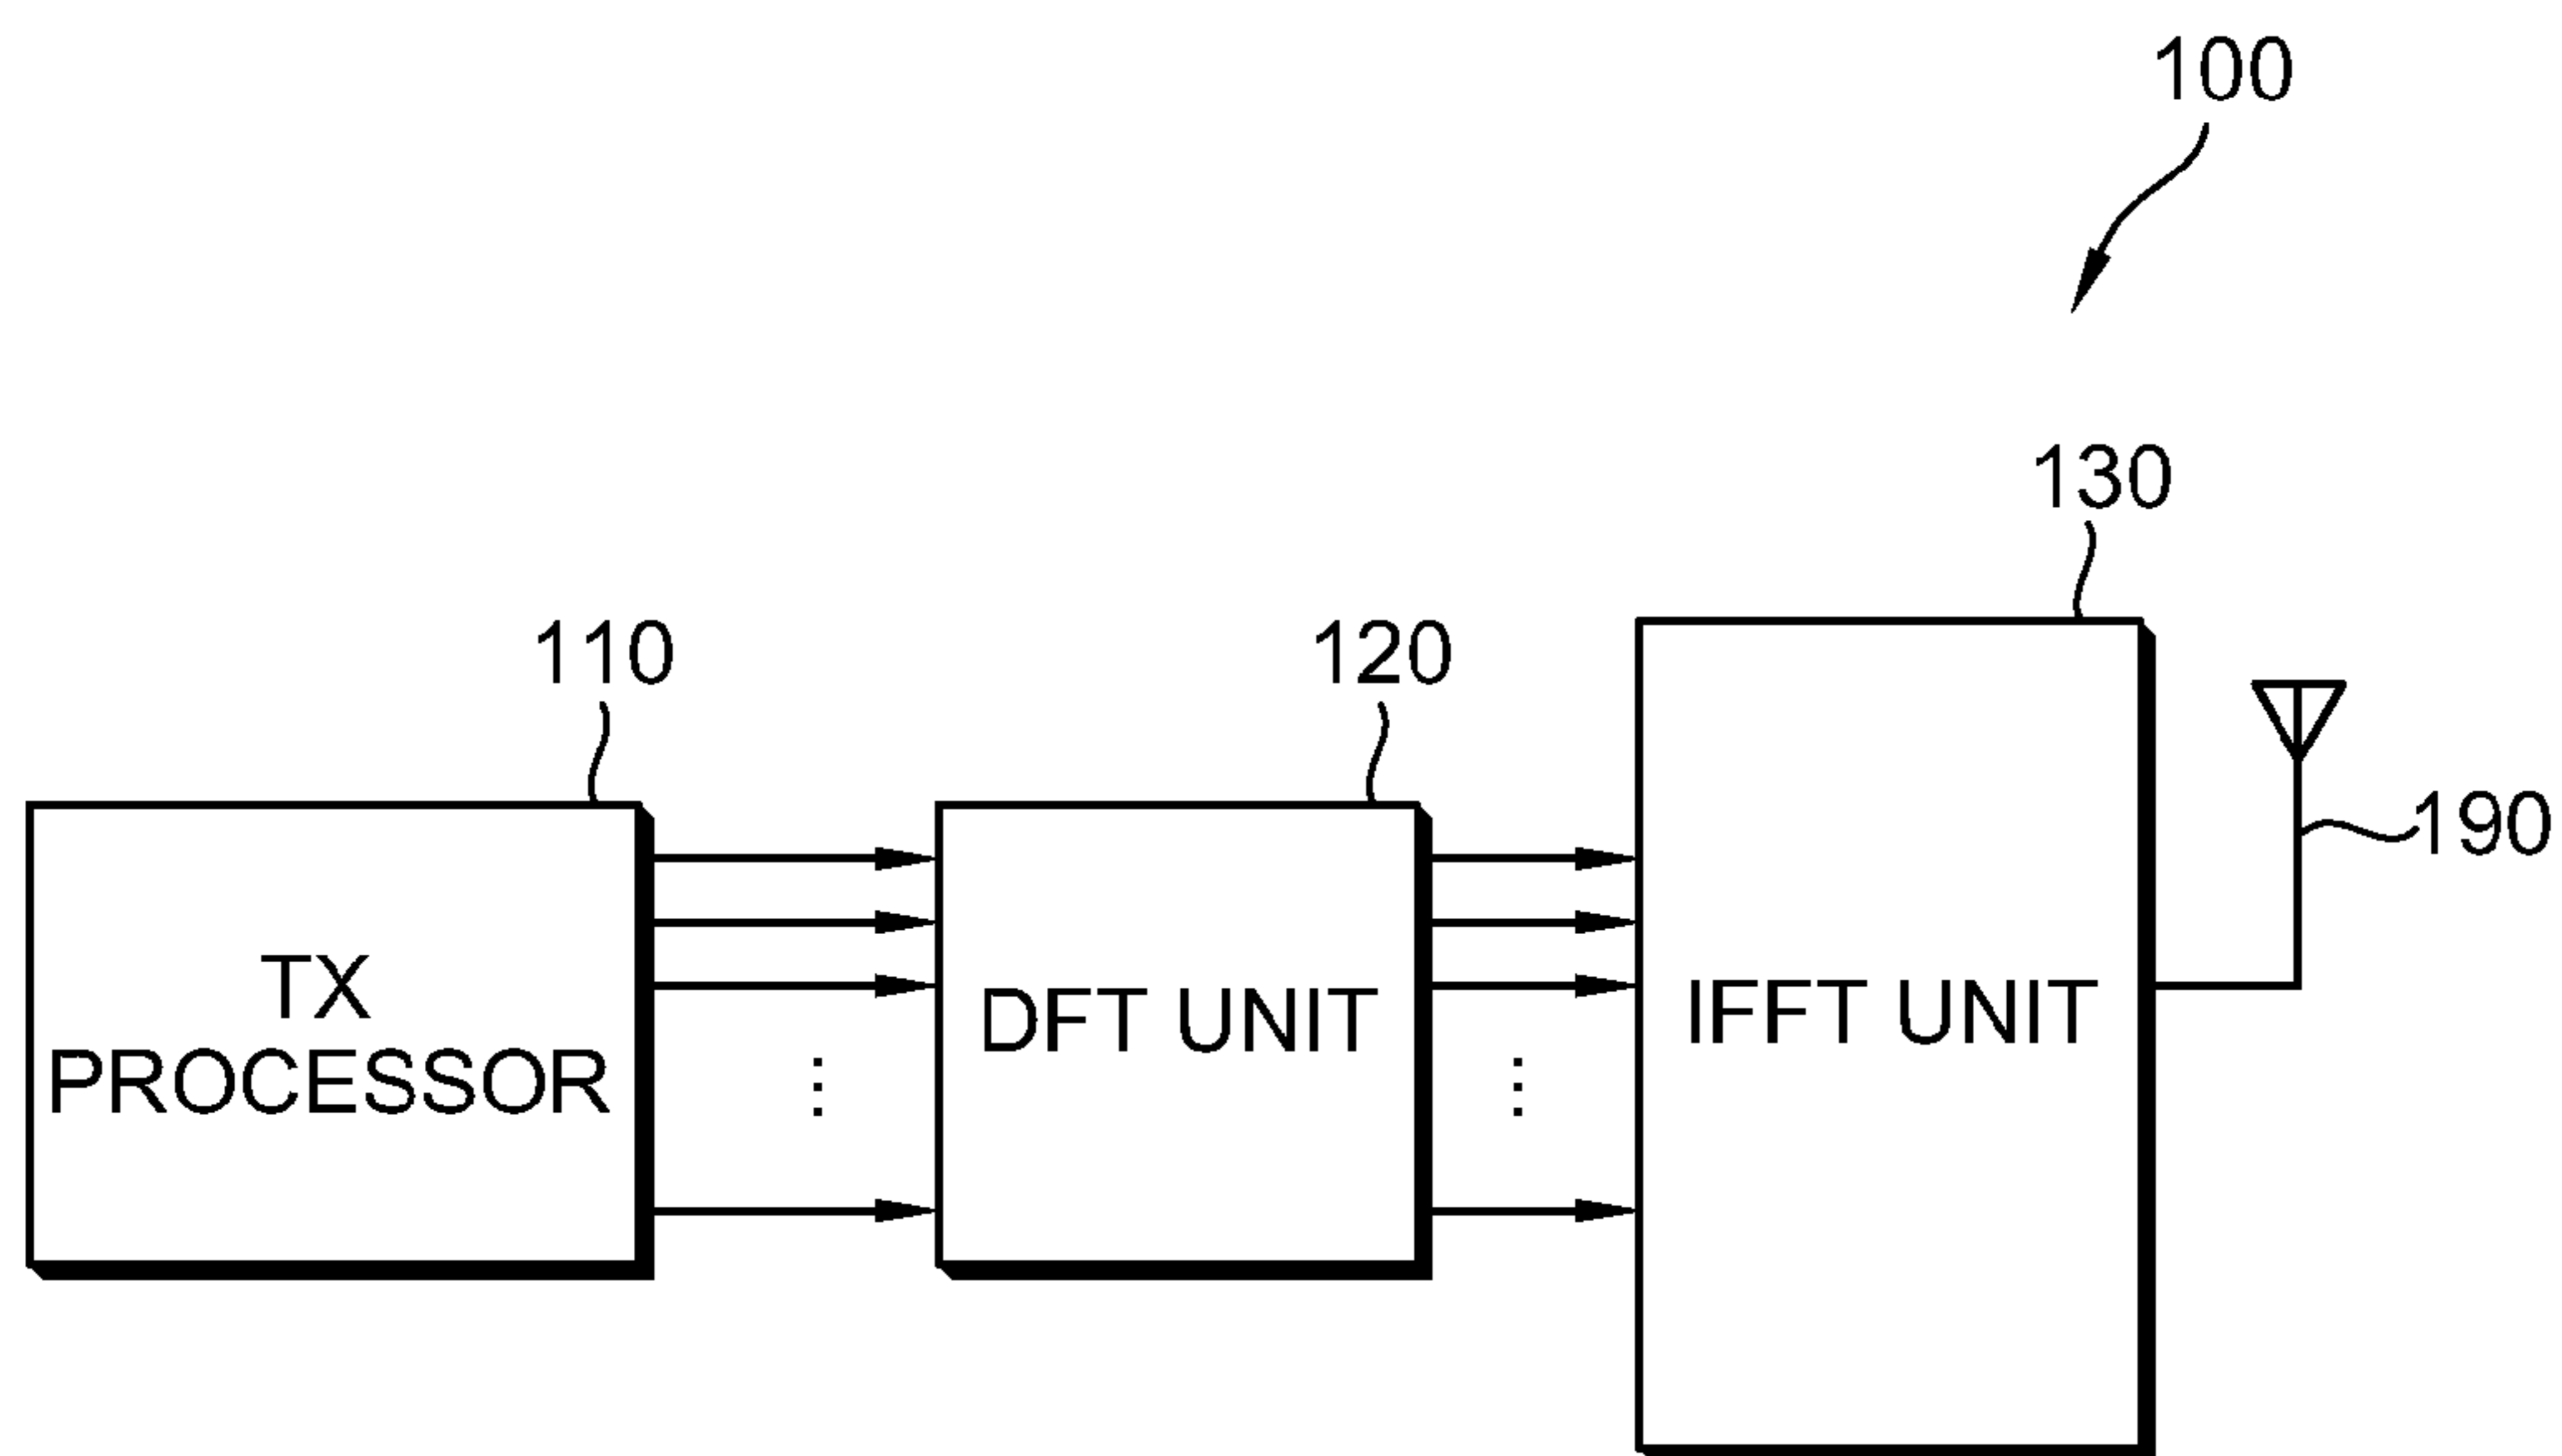 100
130
110
120
190
TX
PROCESSOR
DFT UNIT
IFFT UNIT